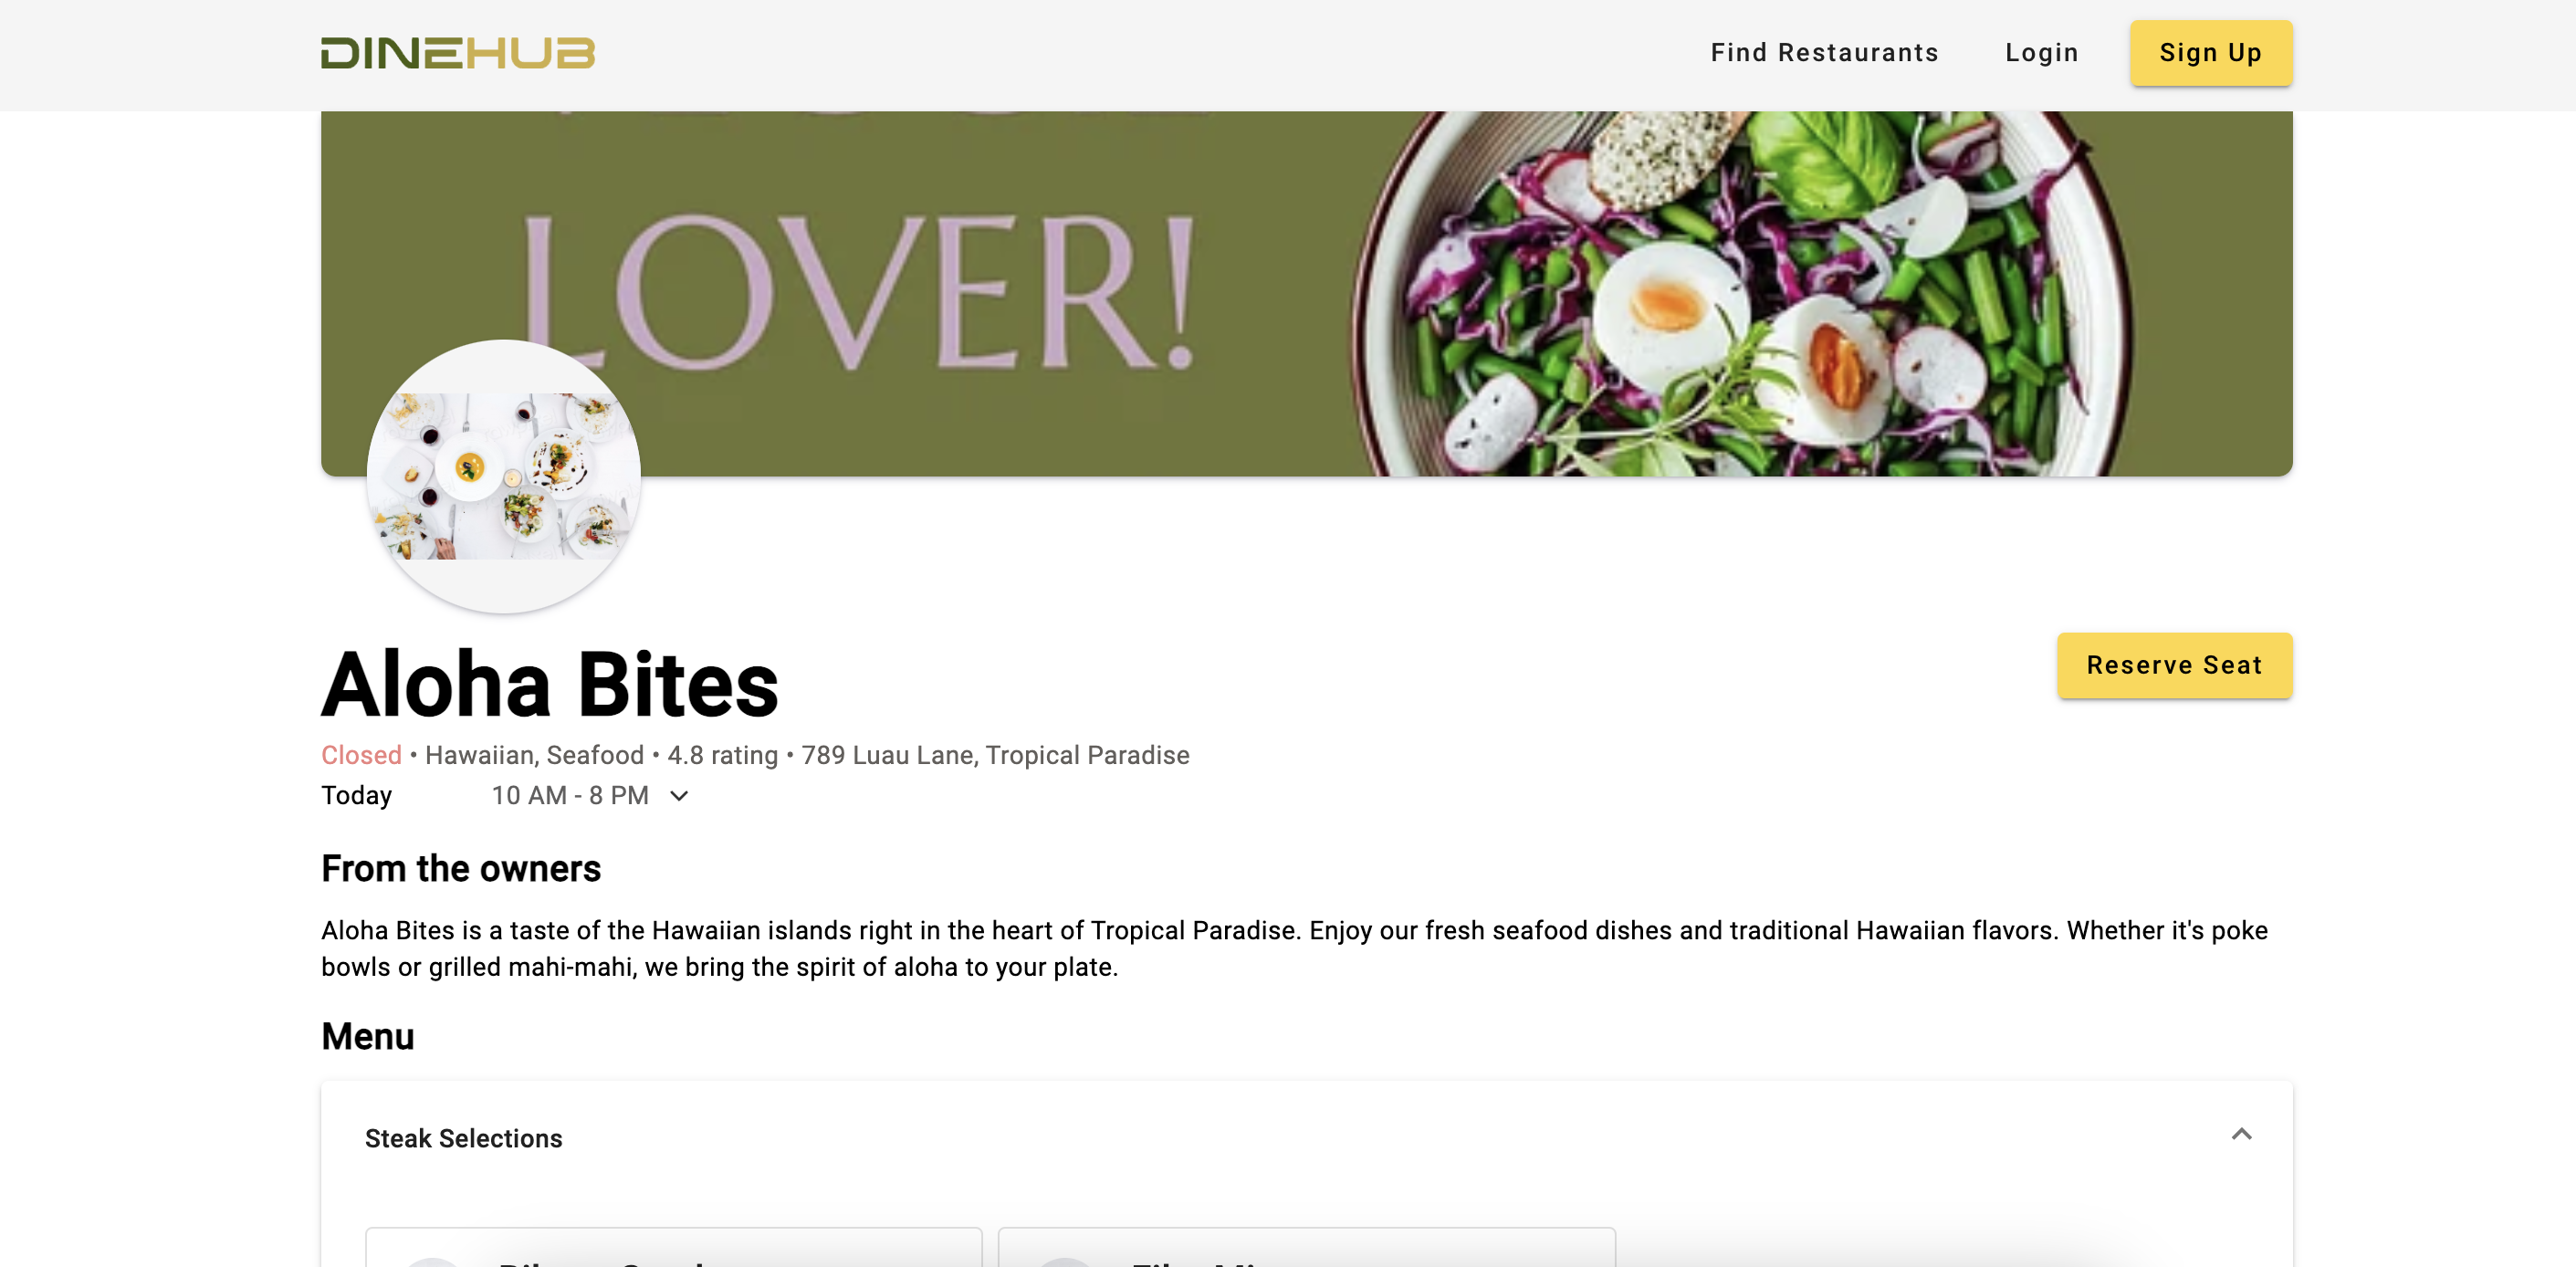 DINEHUB
Find Restaurants
Login
Sign Up
LOVER!
Aloha Bites
Reserve Seat
Closed • Hawaiian, Seafood • 4.8 rating • 789 Luau Lane, Tropical Paradise
Today 10 AM - 8 PM
From the owners
Aloha Bites is a taste of the Hawaiian islands right in the heart of Tropical Paradise. Enjoy our fresh seafood dishes and traditional Hawaiian flavors. Whether it's poke
bowls or grilled mahi-mahi, we bring the spirit of aloha to your plate.
Menu
Steak Selections